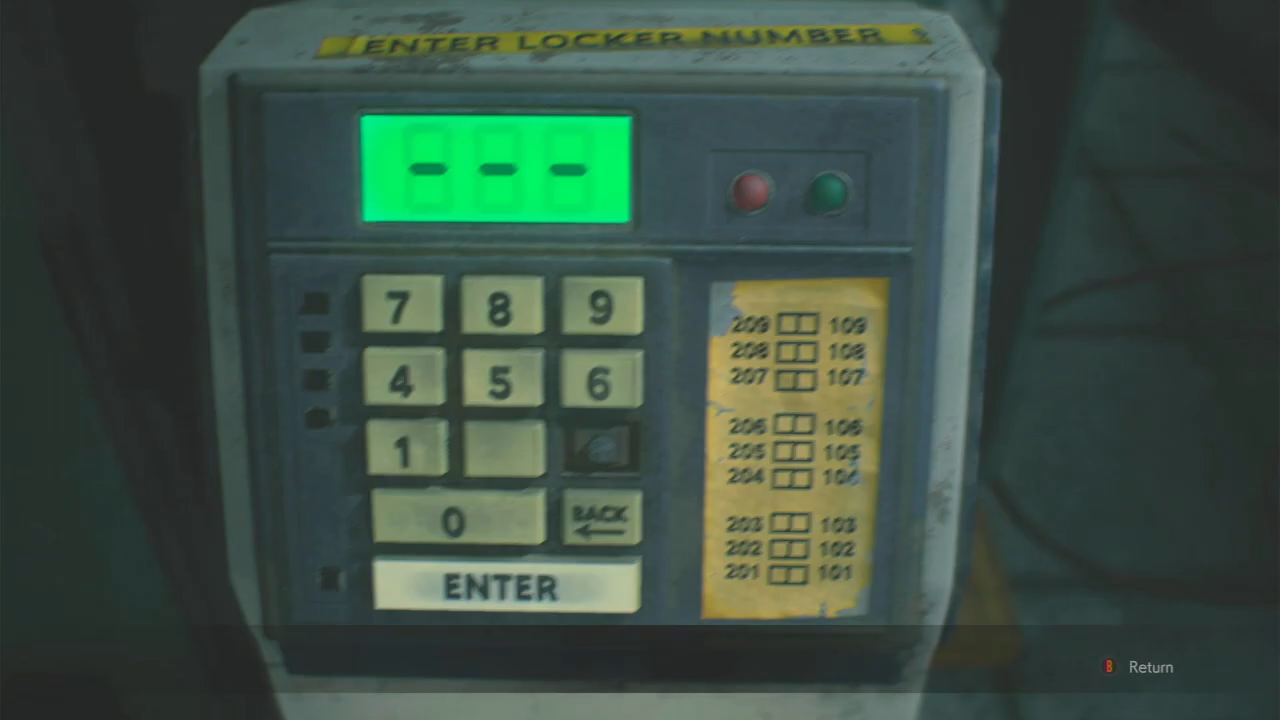 ENTER LOCKER NUMBER
- - -
7 8 9
4 5 6
1
0 BACK
ENTER
209 109
208 108
207 107
206 106
205 105
204 104
203 103
202 102
201 101
B Return